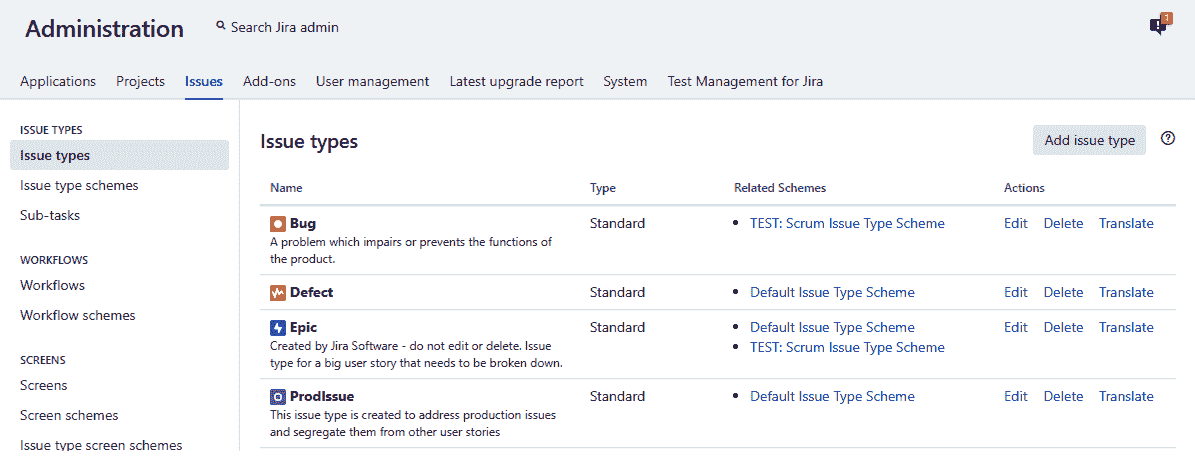 Administration
Search Jira admin
1
Applications Projects Issues Add-ons User management Latest upgrade report System Test Management for Jira
ISSUE TYPES
Issue types
Issue type schemes
Sub-tasks
WORKFLOWS
Workflows
Workflow schemes
SCREENS
Screens
Screen schemes
Issue type screen schemes
Issue types
Add issue type
?
Name Type Related Schemes Actions
Bug Standard • TEST: Scrum Issue Type Scheme Edit Delete Translate
A problem which impairs or prevents the functions of
the product.
Defect Standard • Default Issue Type Scheme Edit Delete Translate
Epic Standard • Default Issue Type Scheme Edit Delete Translate
Created by Jira Software - do not edit or delete. Issue • TEST: Scrum Issue Type Scheme
type for a big user story that needs to be broken down.
ProdIssue Standard • Default Issue Type Scheme Edit Delete Translate
This issue type is created to address production issues
and segregate them from other user stories